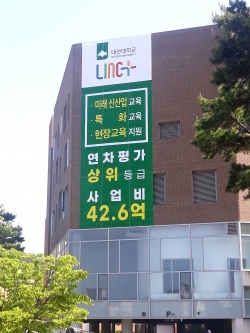 대전대학교
LINC+
· 미래 신산업 교육
· 특 화 교육
· 현장교육 지원
연차평가
상위 등급
사업비
42.6억